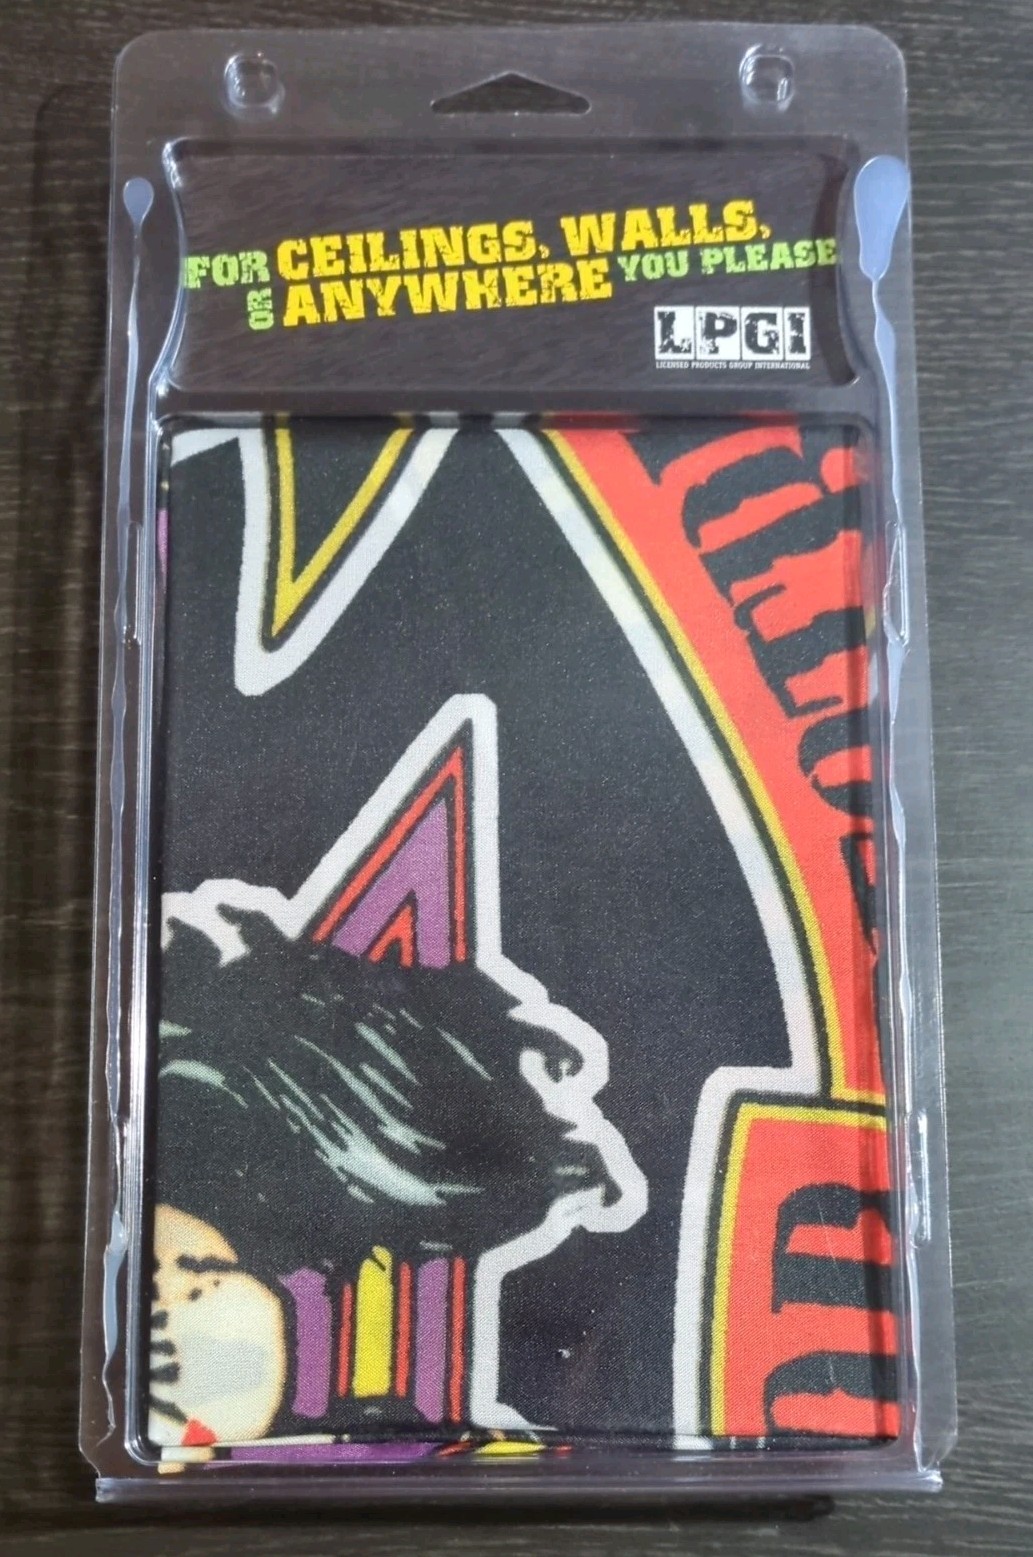 FOR CEILINGS, WALLS,
OR ANYWHERE YOU PLEASE
LPGI
LICENSED PRODUCTS GROUP INTERNATIONAL